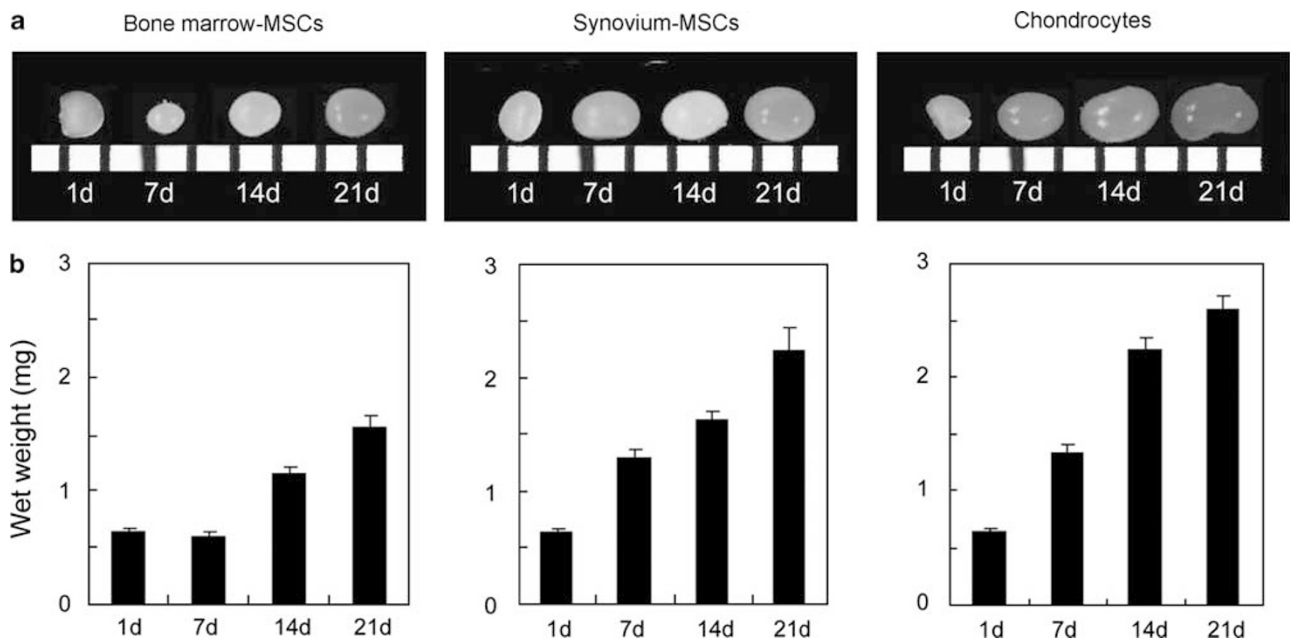 a
Bone marrow-MSCs
Synovium-MSCs
Chondrocytes
1d 7d 14d 21d
1d 7d 14d 21d
1d 7d 14d 21d
b
Wet weight (mg)
3
2
1
0
1d 7d 14d 21d
3
2
1
0
1d 7d 14d 21d
3
2
1
0
1d 7d 14d 21d